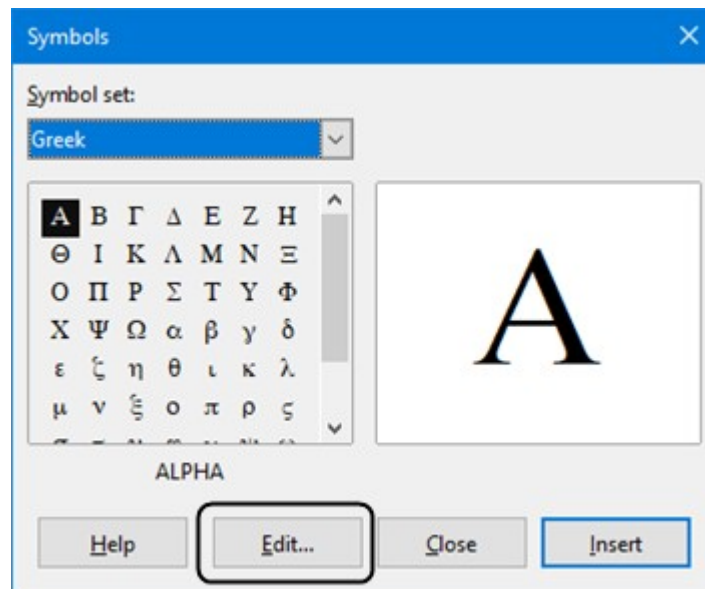 Symbols
Symbol set:
Greek
Α Β Γ Δ Ε Ζ Η
Θ Ι Κ Λ Μ Ν Ξ
Ο Π Ρ Σ Τ Υ Φ
Χ Ψ Ω α β γ δ
ε ζ η θ ι κ λ
μ ν ξ ο π ρ ς
Α
ALPHA
Help Edit... Close Insert